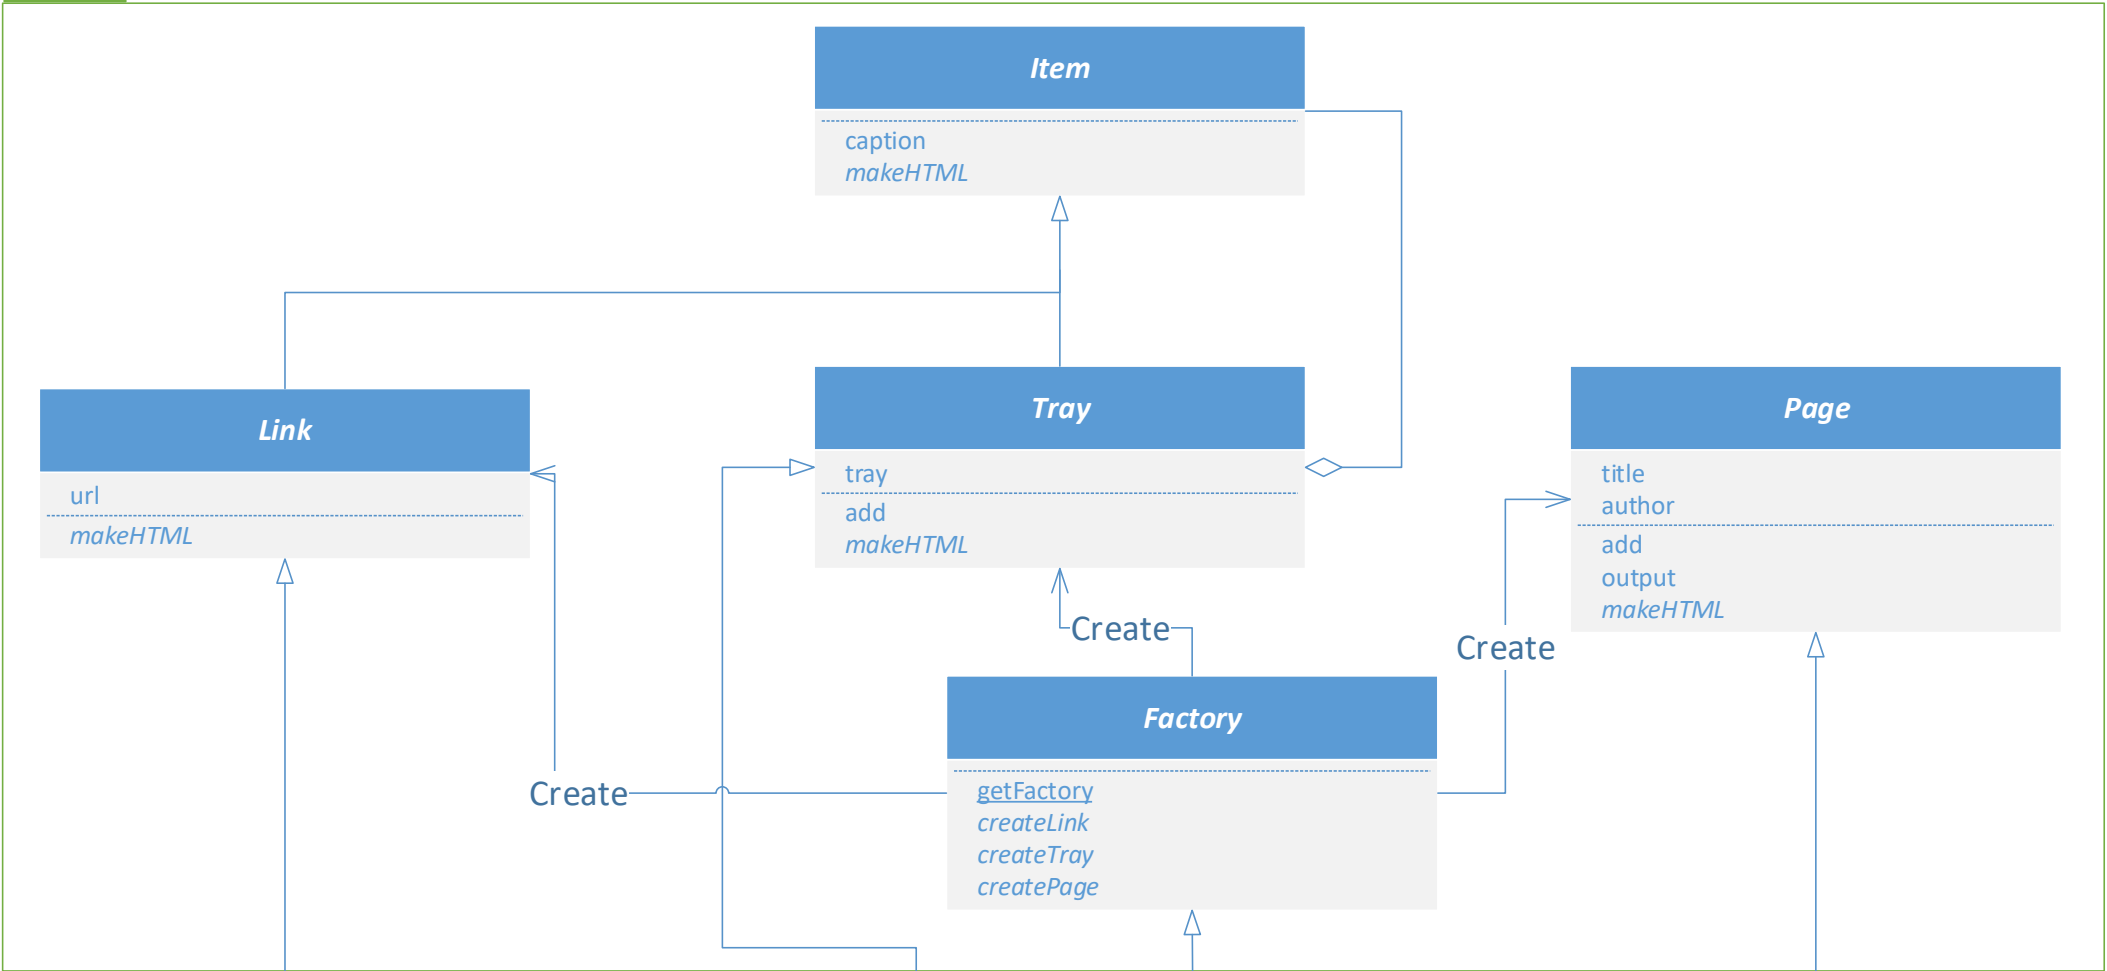 Item
caption
makeHTML
Link
url
makeHTML
Tray
tray
add
makeHTML
Page
title
author
add
output
makeHTML
Create
Create
Create
Factory
getFactory
createLink
createTray
createPage